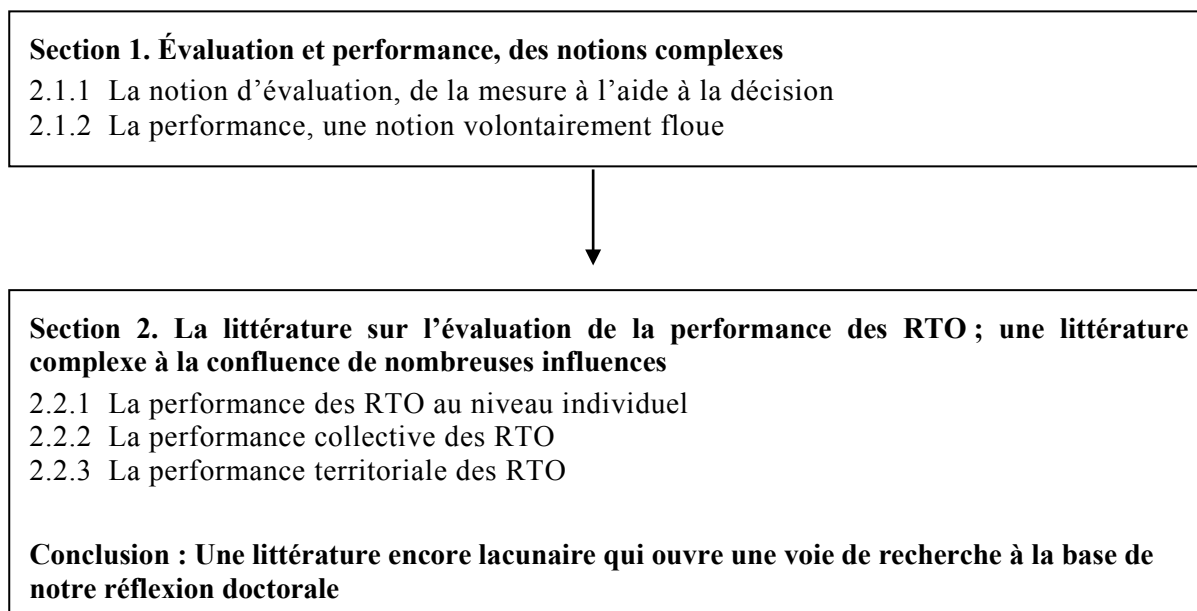 Section 1. Évaluation et performance, des notions complexes
2.1.1 La notion d’évaluation, de la mesure à l’aide à la décision
2.1.2 La performance, une notion volontairement floue
Section 2. La littérature sur l’évaluation de la performance des RTO ; une littérature
complexe à la confluence de nombreuses influences
2.2.1 La performance des RTO au niveau individuel
2.2.2 La performance collective des RTO
2.2.3 La performance territoriale des RTO
Conclusion : Une littérature encore lacunaire qui ouvre une voie de recherche à la base de
notre réflexion doctorale